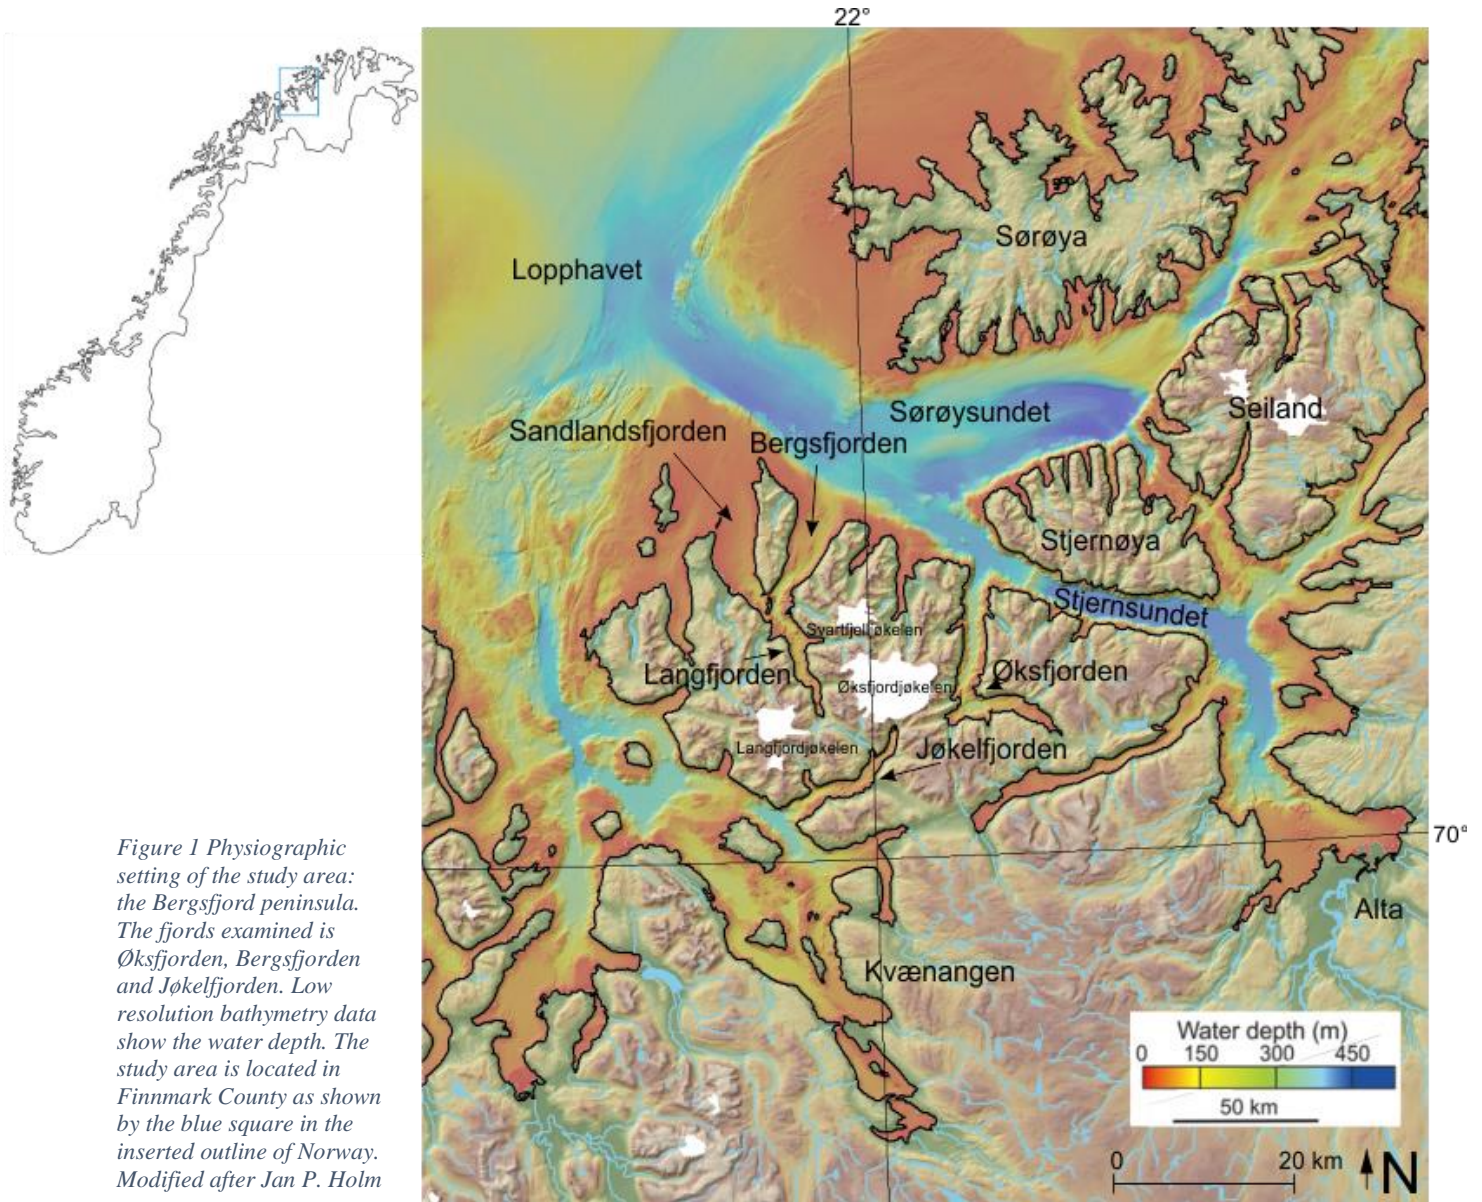 22°
Lopphavet
Sørøya
Sørøysundet
Seiland
Sandlandsfjorden
Bergsfjorden
Stjernøya
Stjernsundet
Svartfjelljøkelen
Langfjorden
Øksfjordjøkelen
Øksfjorden
Langfjordjøkelen
Jøkelfjorden
70°
Alta
Kvænangen
Water depth (m)
0 150 300 450
50 km
0 20 km N
Figure 1 Physiographic
setting of the study area:
the Bergsfjord peninsula.
The fjords examined is
Øksfjorden, Bergsfjorden
and Jøkelfjorden. Low
resolution bathymetry data
show the water depth. The
study area is located in
Finnmark County as shown
by the blue square in the
inserted outline of Norway.
Modified after Jan P. Holm